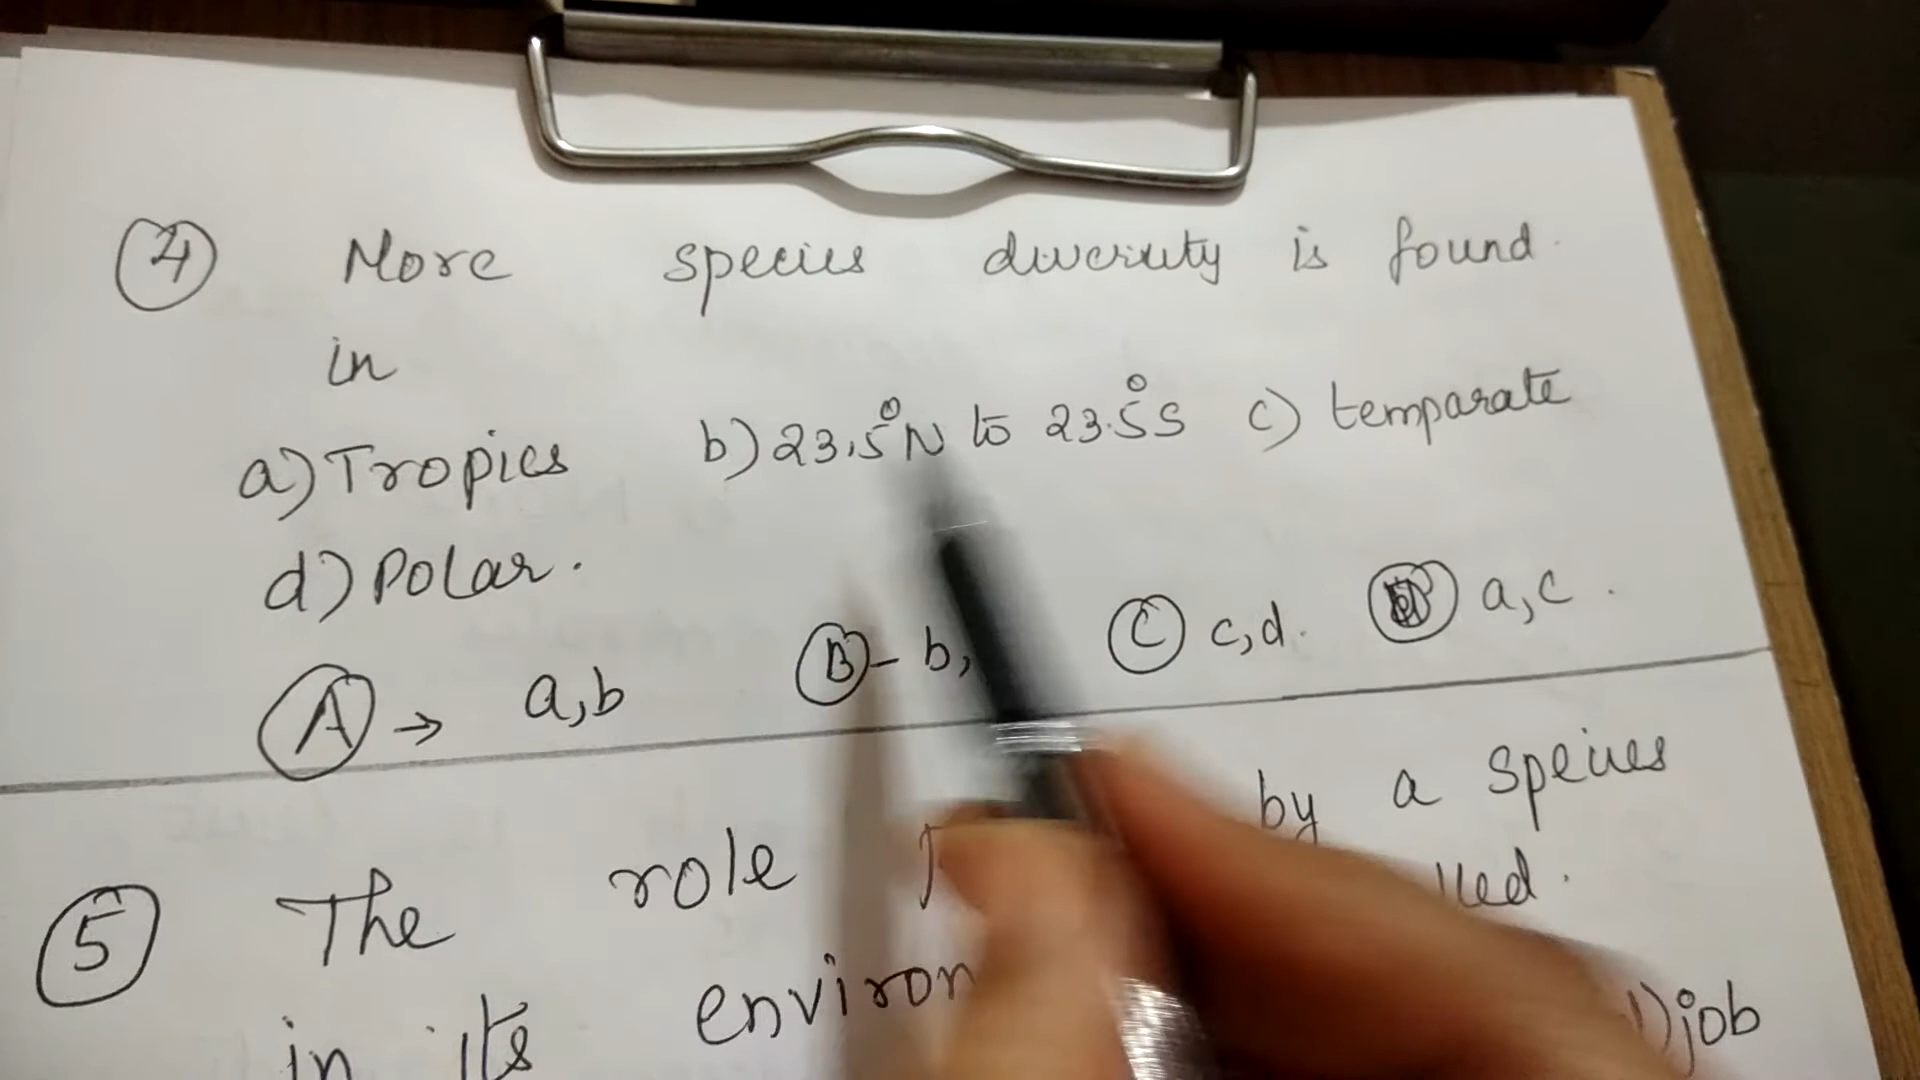 4 More species diversity is found
in
a) Tropics b) 23.5°N to 23.5°S c) temparate
d) Polar.
A → a,b B - b, C c,d. D a,c.
5 The role by a species
in its environ
job